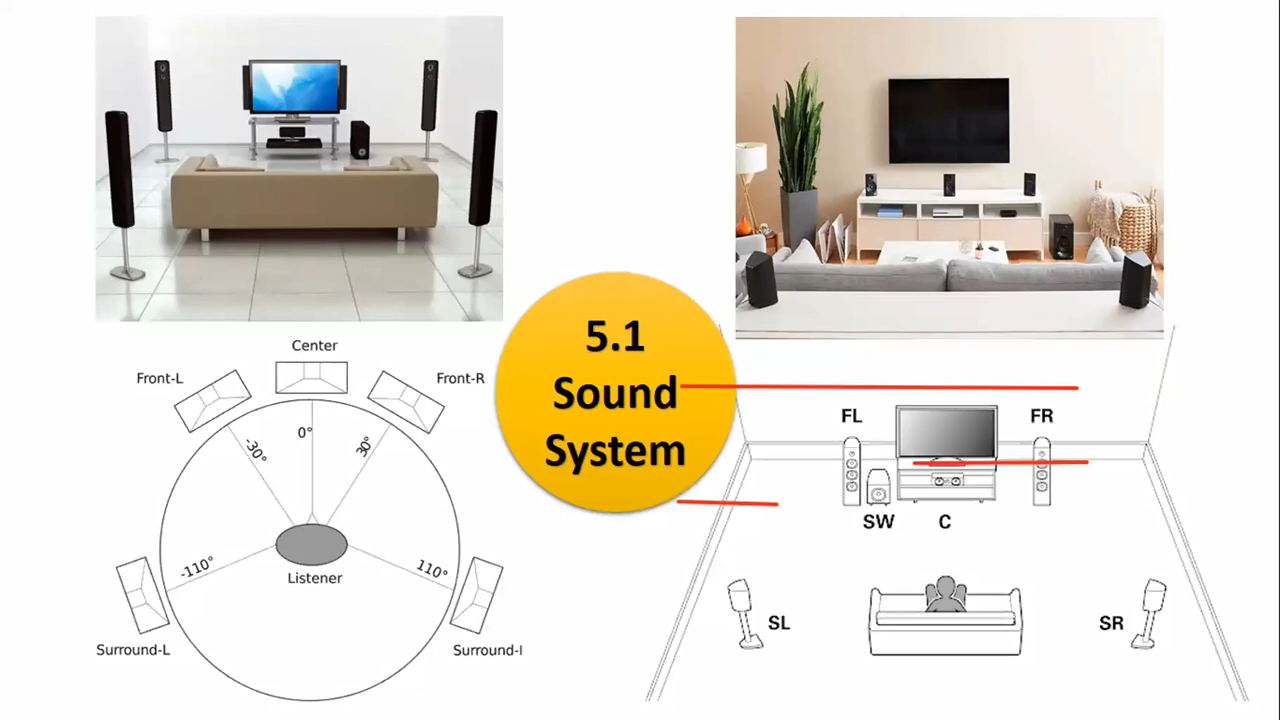 5.1
Sound
System
Center
Front-L
Front-R
-30°
0°
30°
-110°
110°
Listener
Surround-L
Surround-I
FL
FR
SW
C
SL
SR